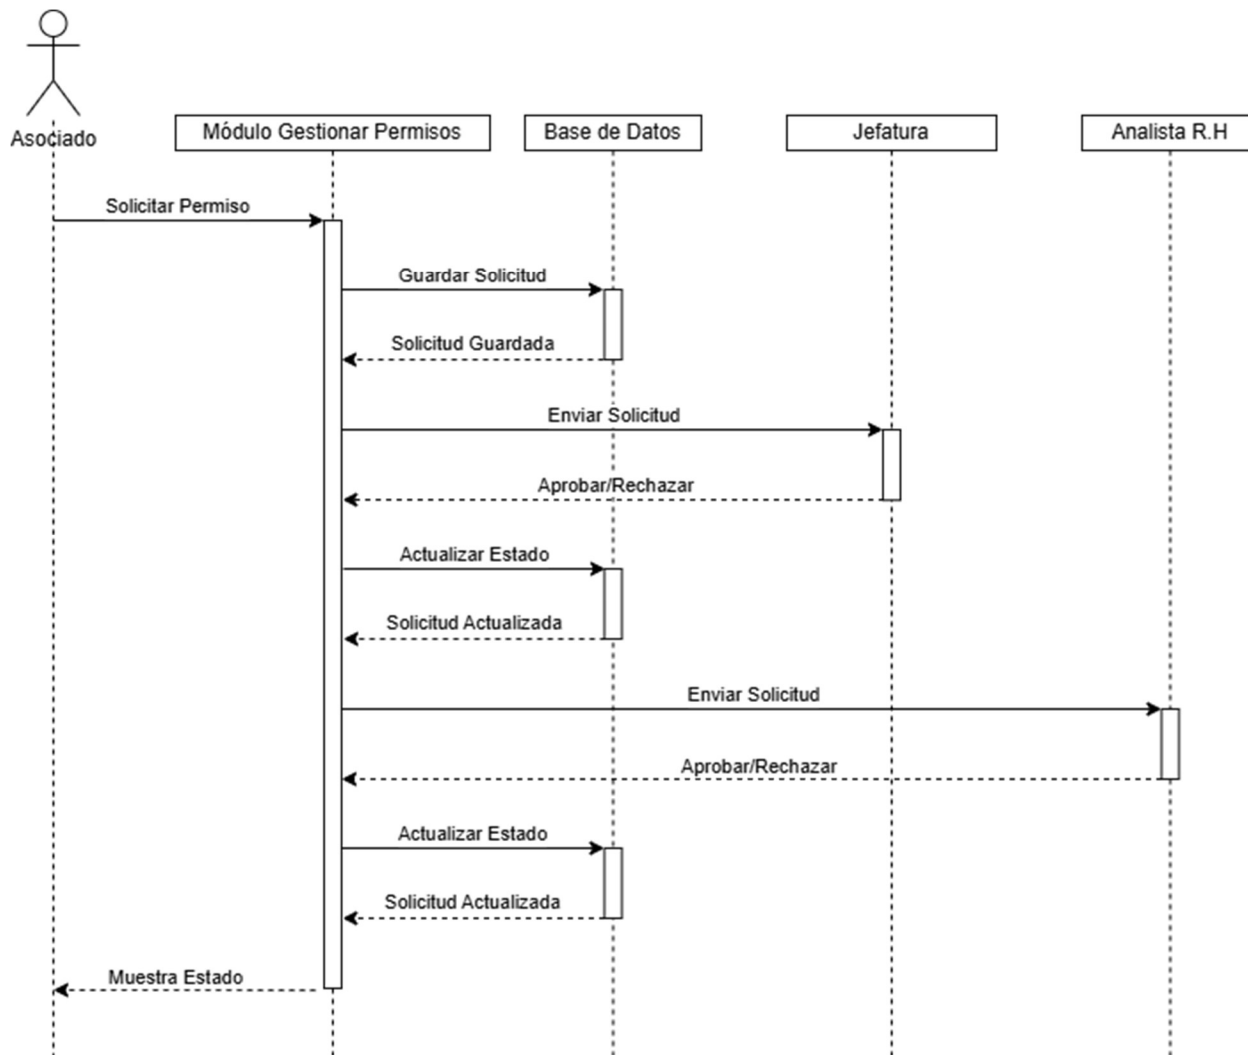 Asociado
Módulo Gestionar Permisos
Base de Datos
Jefatura
Analista R.H
Solicitar Permiso
Guardar Solicitud
Solicitud Guardada
Enviar Solicitud
Aprobar/Rechazar
Actualizar Estado
Solicitud Actualizada
Enviar Solicitud
Aprobar/Rechazar
Actualizar Estado
Solicitud Actualizada
Muestra Estado